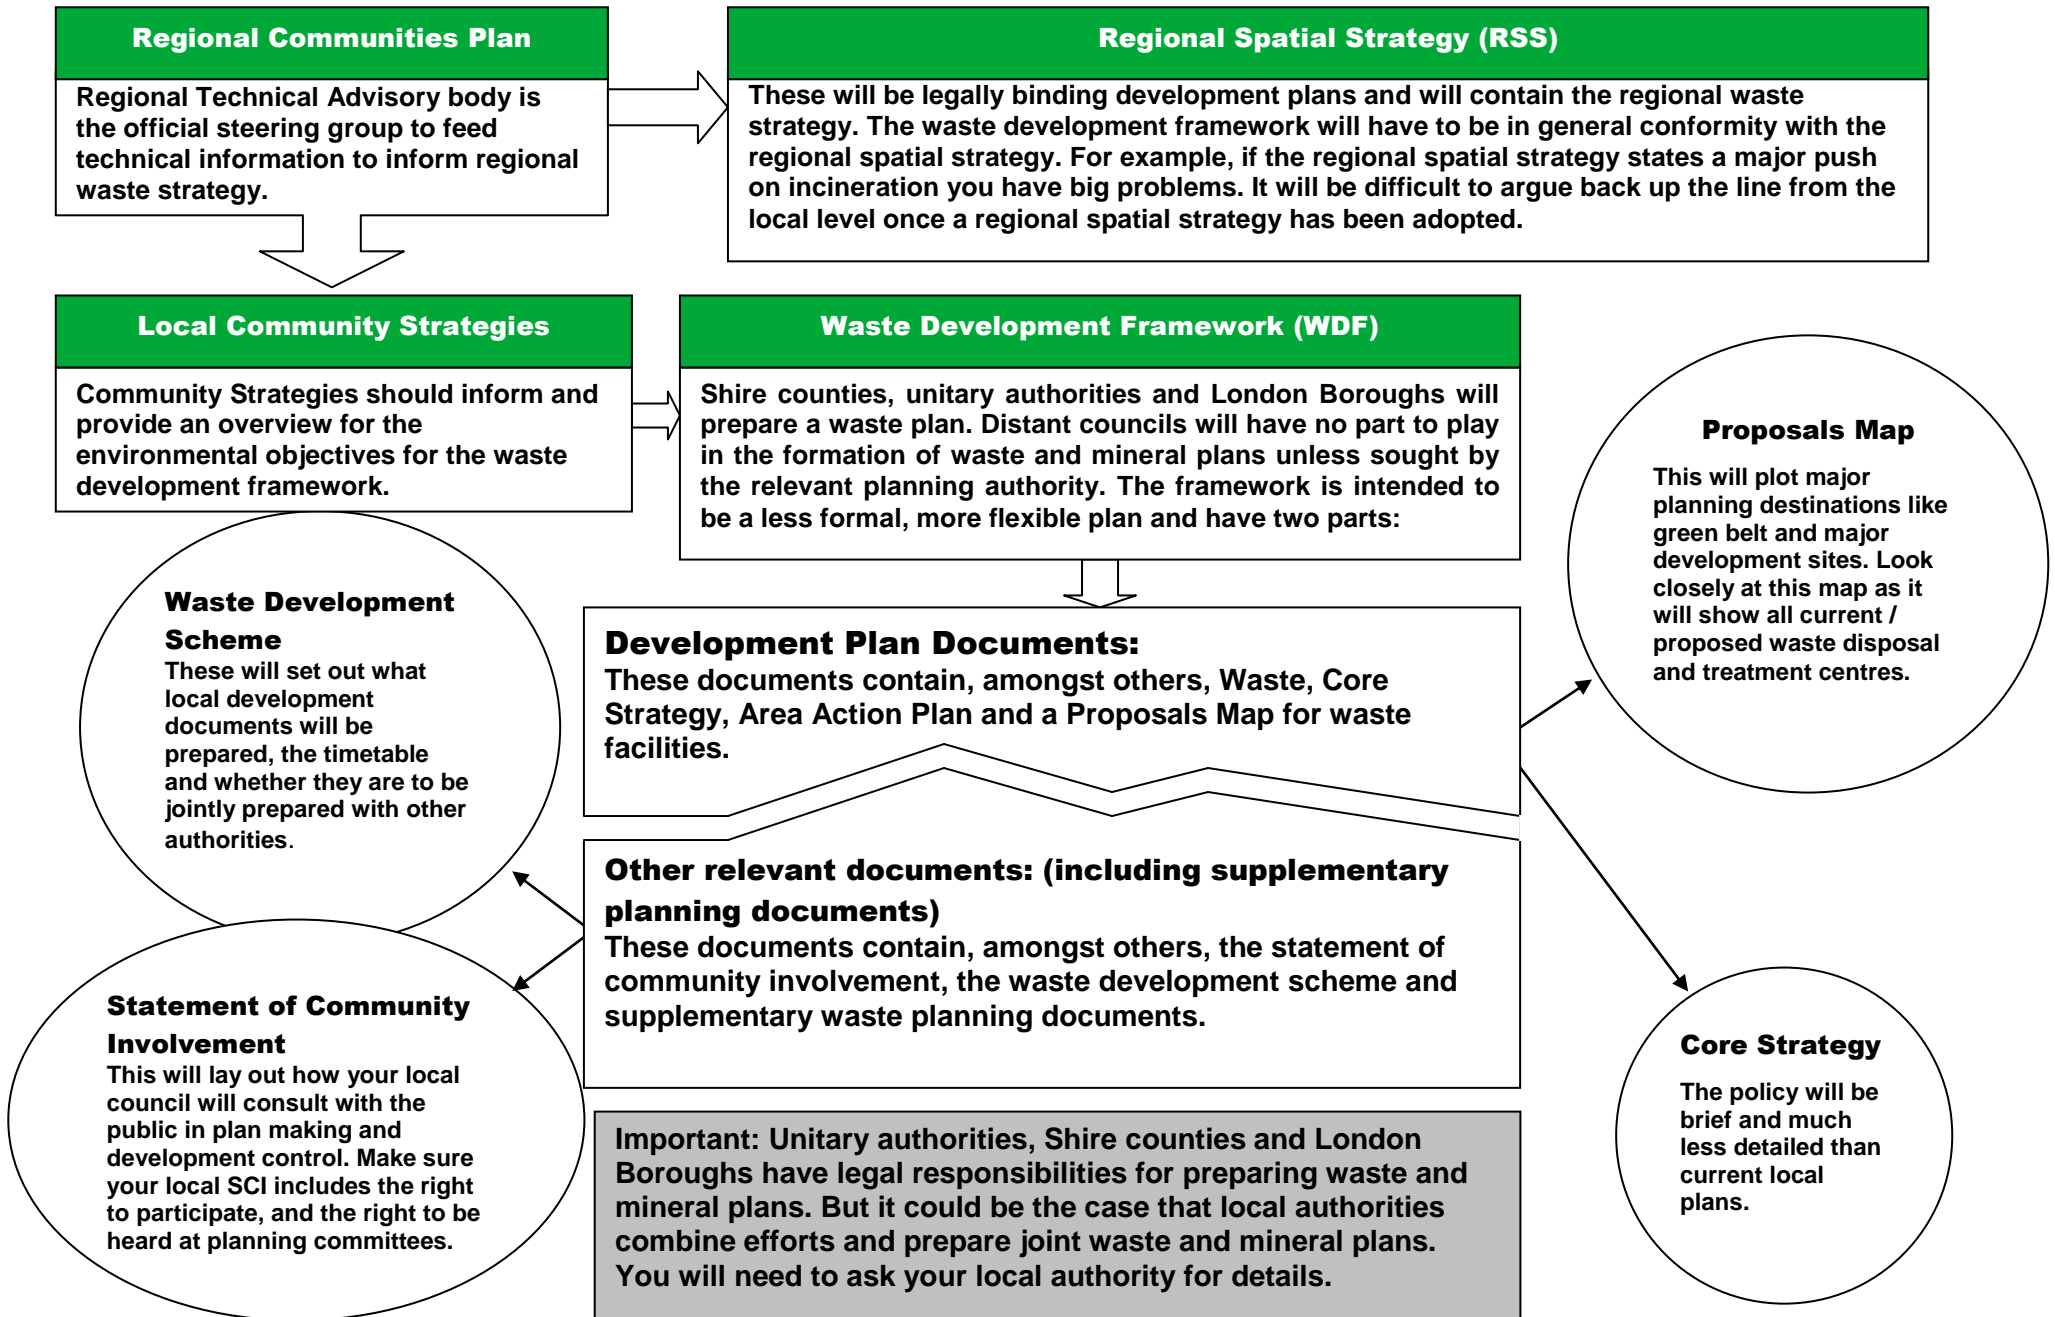 Regional Communities Plan
Regional Technical Advisory body is
the official steering group to feed
technical information to inform regional
waste strategy.
Regional Spatial Strategy (RSS)
These will be legally binding development plans and will contain the regional waste
strategy. The waste development framework will have to be in general conformity with the
regional spatial strategy. For example, if the regional spatial strategy states a major push
on incineration you have big problems. It will be difficult to argue back up the line from the
local level once a regional spatial strategy has been adopted.
Local Community Strategies
Community Strategies should inform and
provide an overview for the
environmental objectives for the waste
development framework.
Waste Development Framework (WDF)
Shire counties, unitary authorities and London Boroughs will
prepare a waste plan. Distant councils will have no part to play
in the formation of waste and mineral plans unless sought by
the relevant planning authority. The framework is intended to
be a less formal, more flexible plan and have two parts:
Proposals Map
This will plot major
planning destinations like
green belt and major
development sites. Look
closely at this map as it
will show all current /
proposed waste disposal
and treatment centres.
Waste Development
Scheme
These will set out what
local development
documents will be
prepared, the timetable
and whether they are to be
jointly prepared with other
authorities.
Development Plan Documents:
These documents contain, amongst others, Waste, Core
Strategy, Area Action Plan and a Proposals Map for waste
facilities.
Other relevant documents: (including supplementary
planning documents)
These documents contain, amongst others, the statement of
community involvement, the waste development scheme and
supplementary waste planning documents.
Statement of Community
Involvement
This will lay out how your local
council will consult with the
public in plan making and
development control. Make sure
your local SCI includes the right
to participate, and the right to be
heard at planning committees.
Core Strategy
The policy will be
brief and much
less detailed than
current local
plans.
Important: Unitary authorities, Shire counties and London
Boroughs have legal responsibilities for preparing waste and
mineral plans. But it could be the case that local authorities
combine efforts and prepare joint waste and mineral plans.
You will need to ask your local authority for details.